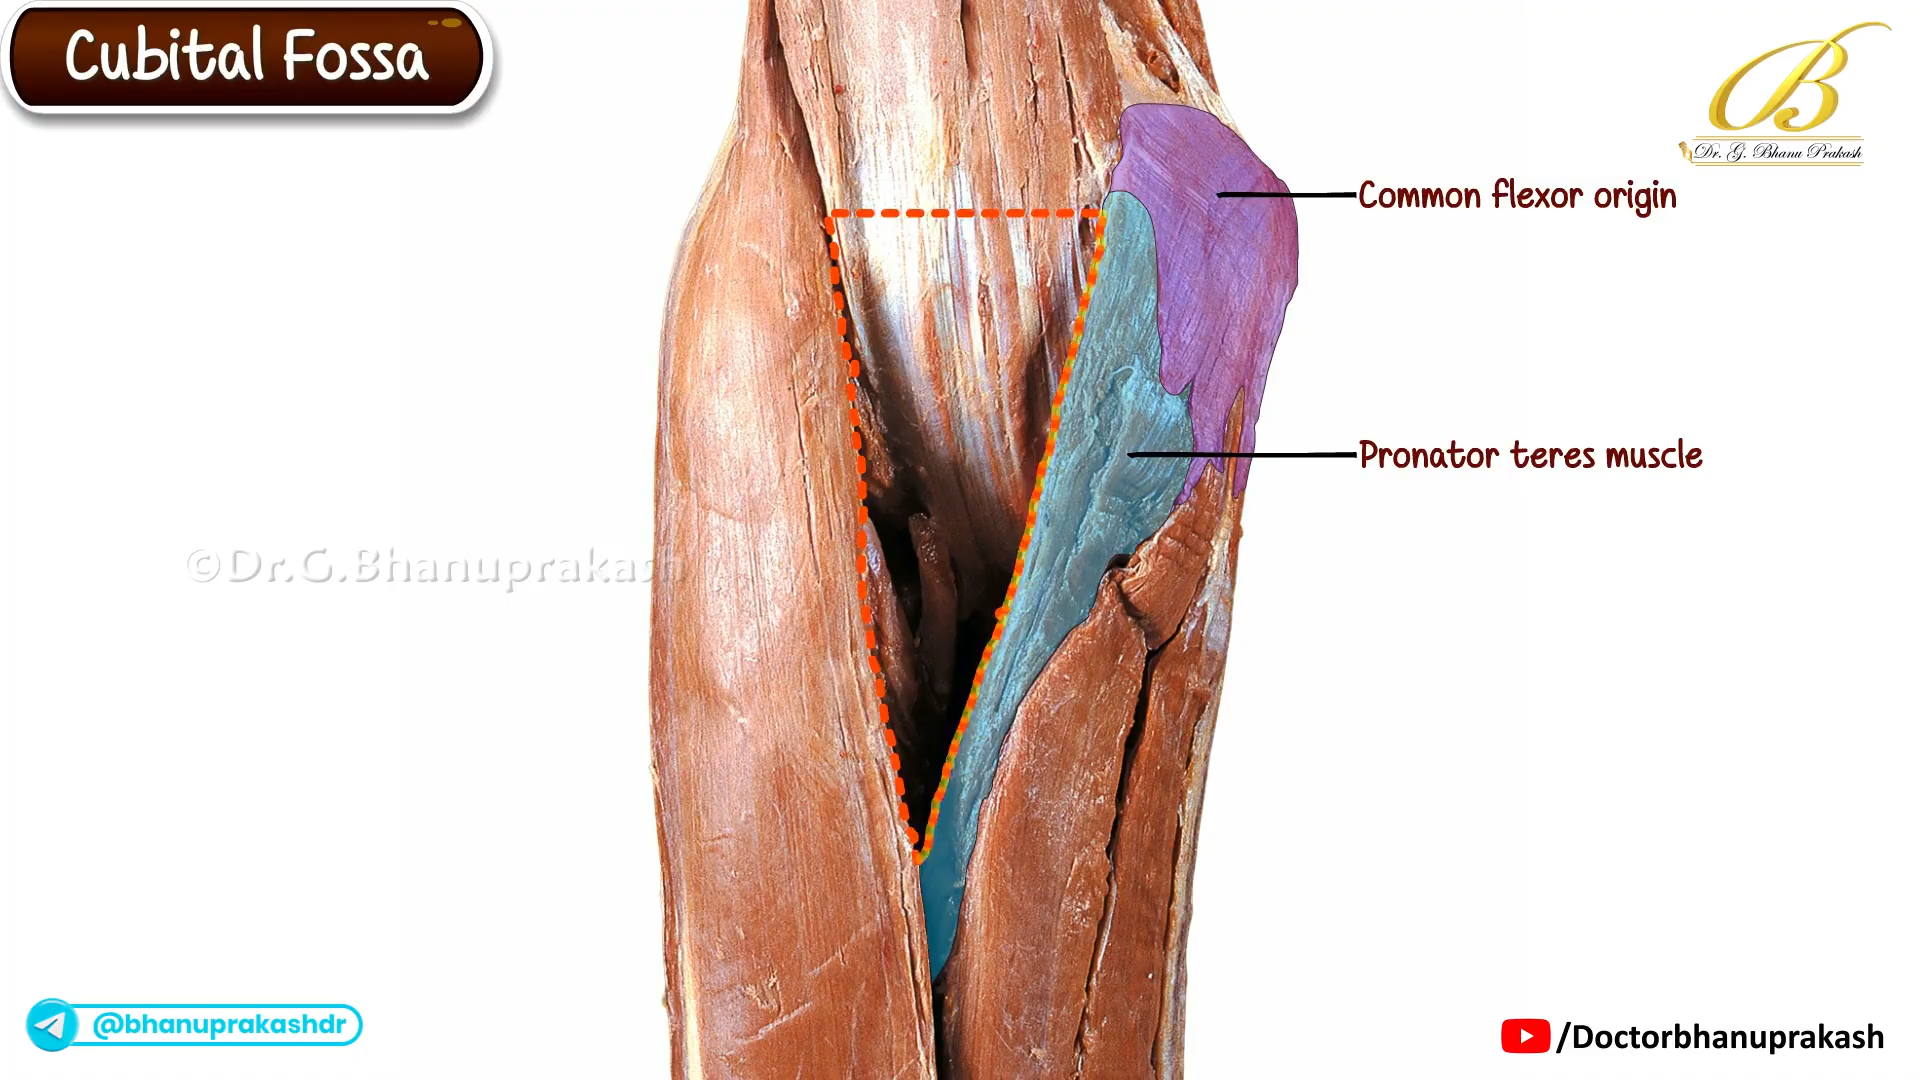 Cubital Fossa
B
Dr. G. Bhanu Prakash
Common flexor origin
Pronator teres muscle
©Dr.G.Bhanuprakash
@bhanuprakashdr
/Doctorbhanuprakash